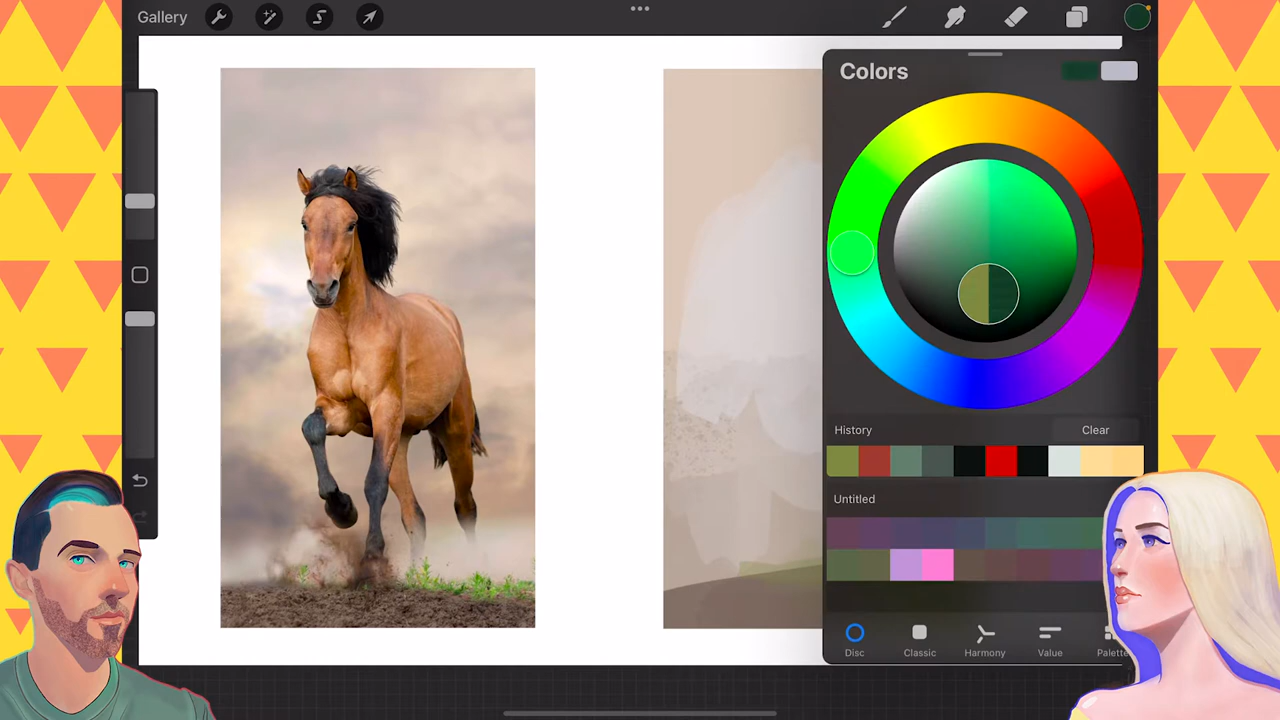 Gallery
Colors
History
Clear
Untitled
Disc
Classic
Harmony
Value
Palette